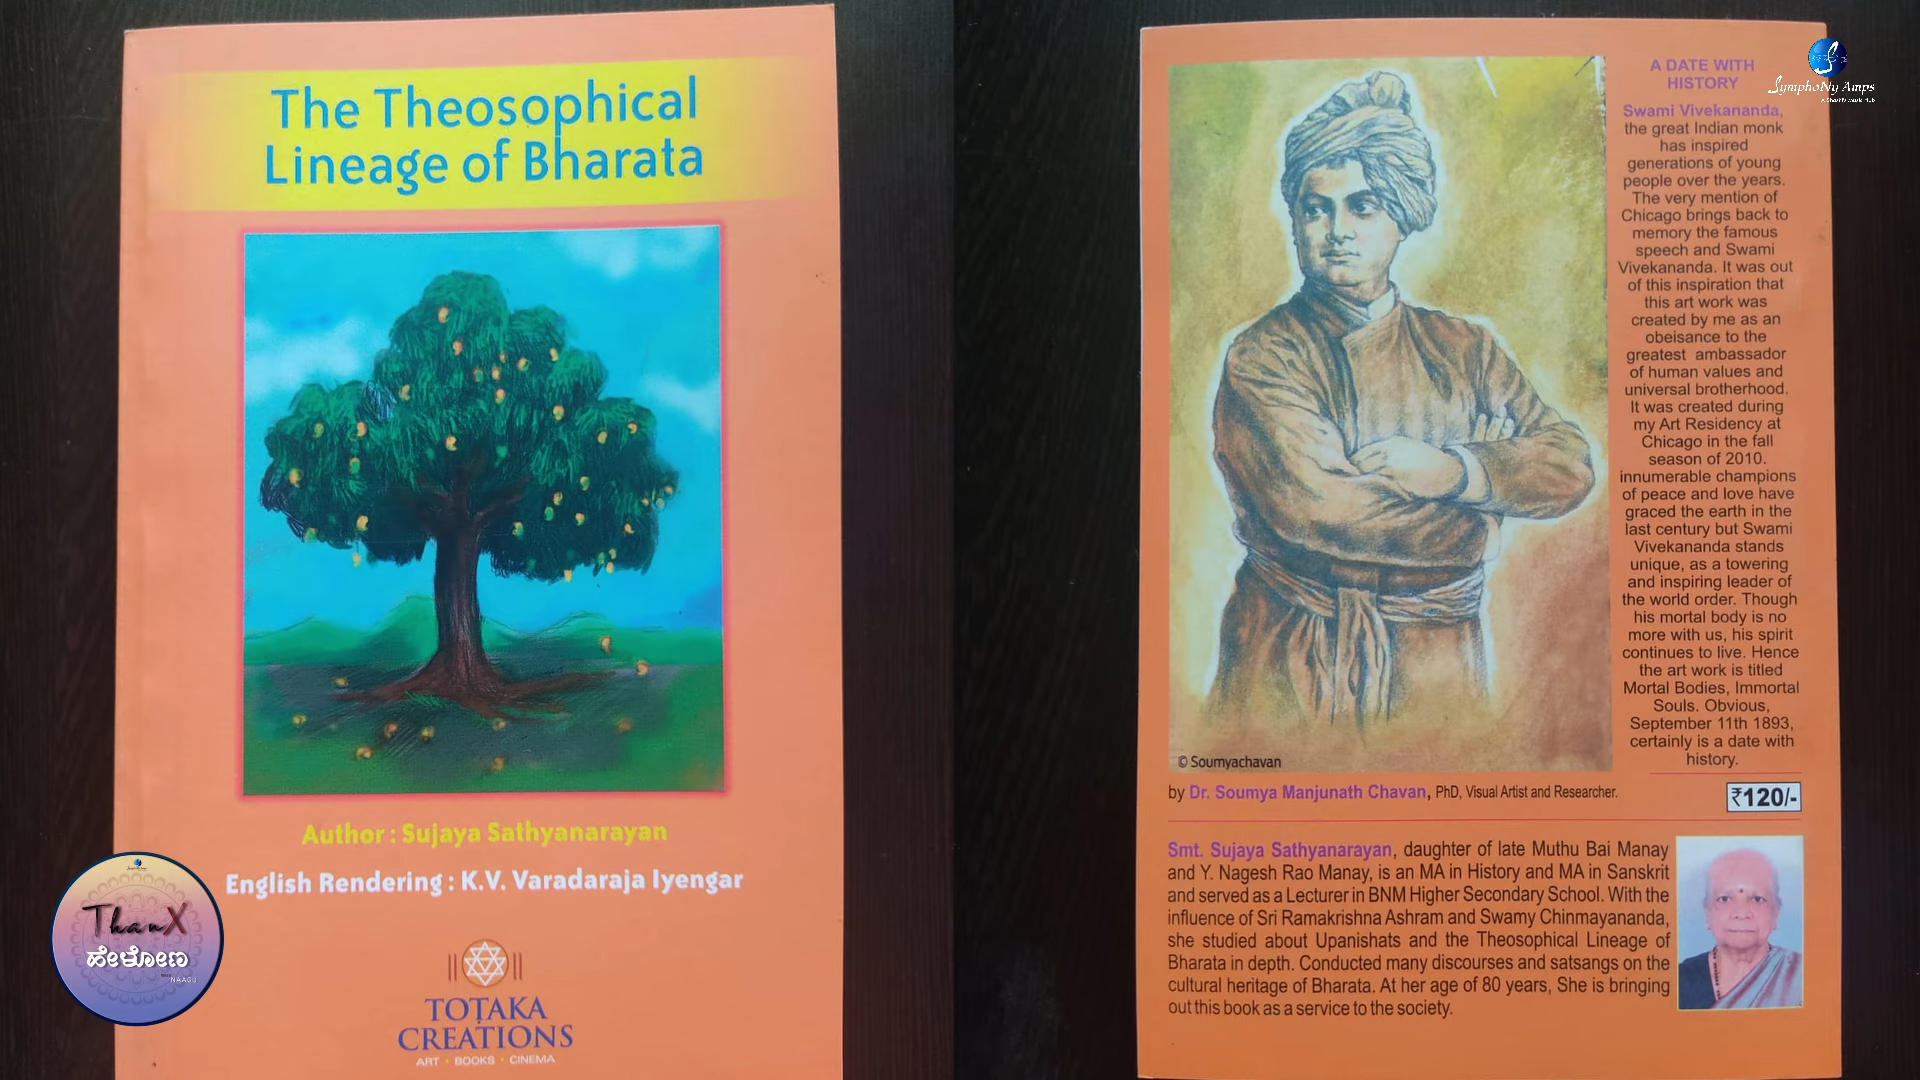 The Theosophical
Lineage of Bharata
Author : Sujaya Sathyanarayan
English Rendering : K.V. Varadaraja Iyengar
TOṬAKA
CREATIONS
ART • BOOKS • CINEMA
ThanX
ಹೇಳೋಣ
NAAGU
SymphoNy Amps
A DATE WITH
HISTORY
Swami Vivekananda,
the great Indian monk
has inspired
generations of young
people over the years.
The very mention of
Chicago brings back to
memory the famous
speech and Swami
Vivekananda. It was out
of this inspiration that
this art work was
created by me as an
obeisance to the
greatest ambassador
of human values and
universal brotherhood.
It was created during
my Art Residency at
Chicago in the fall
season of 2010.
innumerable champions
of peace and love have
graced the earth in the
last century but Swami
Vivekananda stands
unique, as a towering
and inspiring leader of
the world order. Though
his mortal body is no
more with us, his spirit
continues to live. Hence
the art work is titled
Mortal Bodies, Immortal
Souls. Obvious,
September 11th 1893,
certainly is a date with
history.
© Soumyachavan
by Dr. Soumya Manjunath Chavan, PhD, Visual Artist and Researcher.
₹120/-
Smt. Sujaya Sathyanarayan, daughter of late Muthu Bai Manay
and Y. Nagesh Rao Manay, is an MA in History and MA in Sanskrit
and served as a Lecturer in BNM Higher Secondary School. With the
influence of Sri Ramakrishna Ashram and Swamy Chinmayananda,
she studied about Upanishats and the Theosophical Lineage of
Bharata in depth. Conducted many discourses and satsangs on the
cultural heritage of Bharata. At her age of 80 years, She is bringing
out this book as a service to the society.